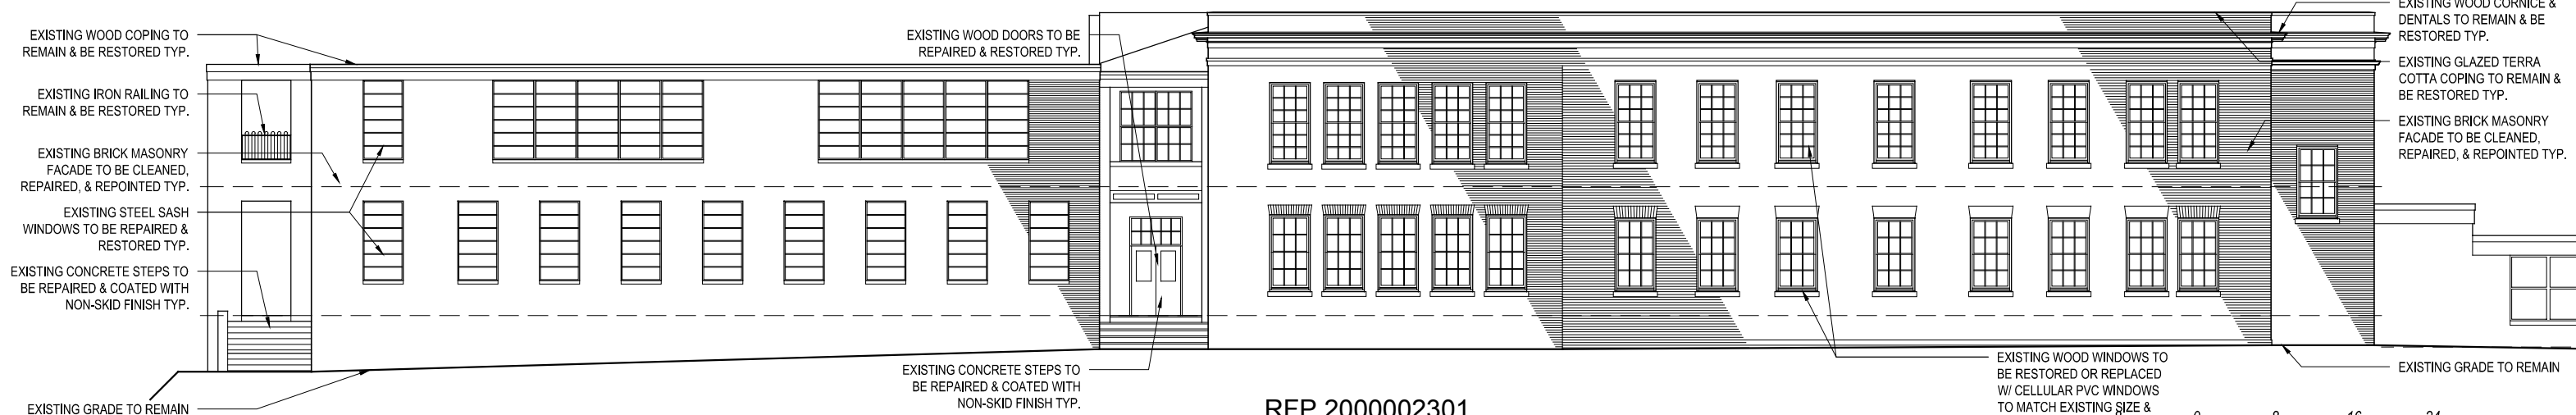 EXISTING WOOD COPING TO
REMAIN & BE RESTORED TYP.
EXISTING IRON RAILING TO
REMAIN & BE RESTORED TYP.
EXISTING BRICK MASONRY
FACADE TO BE CLEANED,
REPAIRED, & REPOINTED TYP.
EXISTING STEEL SASH
WINDOWS TO BE REPAIRED &
RESTORED TYP.
EXISTING CONCRETE STEPS TO
BE REPAIRED & COATED WITH
NON-SKID FINISH TYP.
EXISTING GRADE TO REMAIN
EXISTING WOOD DOORS TO BE
REPAIRED & RESTORED TYP.
EXISTING CONCRETE STEPS TO
BE REPAIRED & COATED WITH
NON-SKID FINISH TYP.
RFP 2000002301
EXISTING WOOD WINDOWS TO
BE RESTORED OR REPLACED
W/ CELLULAR PVC WINDOWS
TO MATCH EXISTING SIZE &
EXISTING WOOD CORNICE &
DENTALS TO REMAIN & BE
RESTORED TYP.
EXISTING GLAZED TERRA
COTTA COPING TO REMAIN &
BE RESTORED TYP.
EXISTING BRICK MASONRY
FACADE TO BE CLEANED,
REPAIRED, & REPOINTED TYP.
EXISTING GRADE TO REMAIN